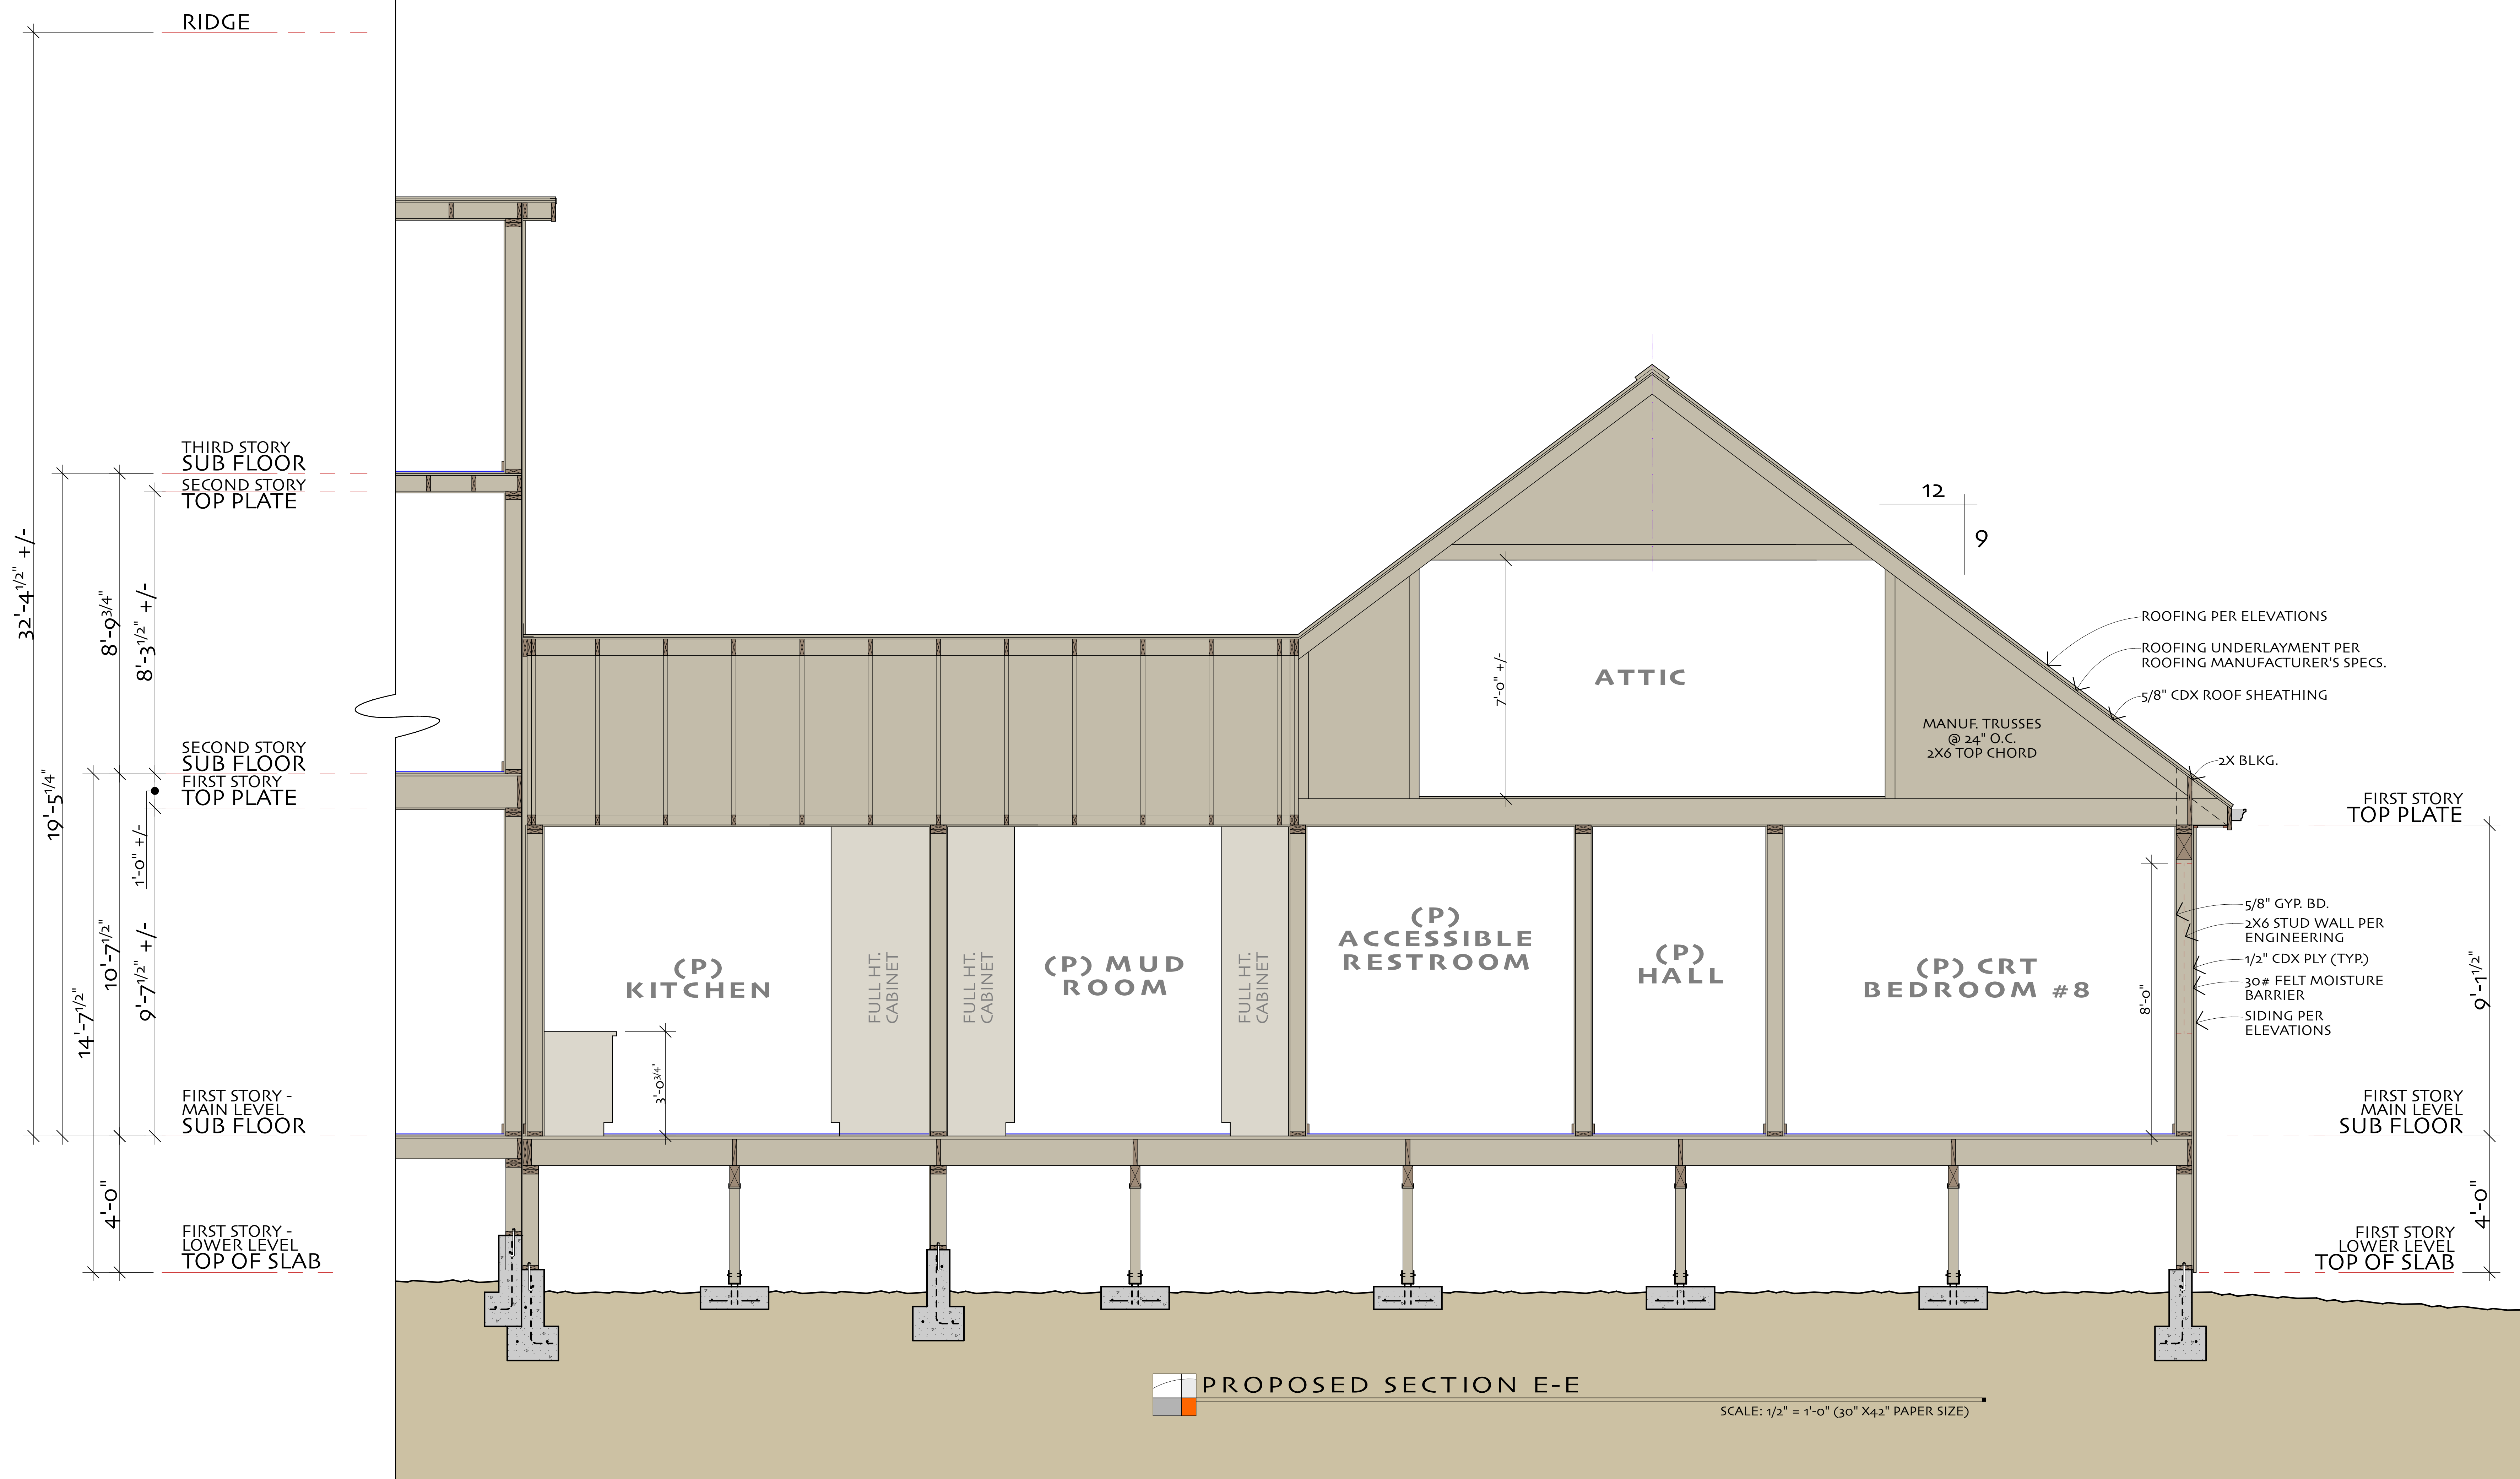 RIDGE
THIRD STORY
SUB FLOOR
SECOND STORY
TOP PLATE
SECOND STORY
SUB FLOOR
FIRST STORY
TOP PLATE
FIRST STORY -
MAIN LEVEL
SUB FLOOR
FIRST STORY -
LOWER LEVEL
TOP OF SLAB
32'-4 1/2" +/-
19'-5 1/4"
14'-7 1/2"
8'-9 3/4"
10'-7 1/2"
4'-0"
8'-3 1/2" +/-
1'-0" +/-
9'-7 1/2" +/-
(P)
KITCHEN
3'-0 3/4"
FULL HT.
CABINET
FULL HT.
CABINET
(P) MUD
ROOM
FULL HT.
CABINET
(P)
ACCESSIBLE
RESTROOM
(P)
HALL
(P) CRT
BEDROOM #8
8'-0"
ATTIC
7'-0" +/-
MANUF. TRUSSES
@ 24" O.C.
2X6 TOP CHORD
12
9
ROOFING PER ELEVATIONS
ROOFING UNDERLAYMENT PER
ROOFING MANUFACTURER'S SPECS.
5/8" CDX ROOF SHEATHING
2X BLKG.
FIRST STORY
TOP PLATE
5/8" GYP. BD.
2X6 STUD WALL PER
ENGINEERING
1/2" CDX PLY (TYP.)
30# FELT MOISTURE
BARRIER
SIDING PER
ELEVATIONS
9'-1 1/2"
FIRST STORY
MAIN LEVEL
SUB FLOOR
4'-0"
FIRST STORY
LOWER LEVEL
TOP OF SLAB
PROPOSED SECTION E-E
SCALE: 1/2" = 1'-0" (30" X42" PAPER SIZE)